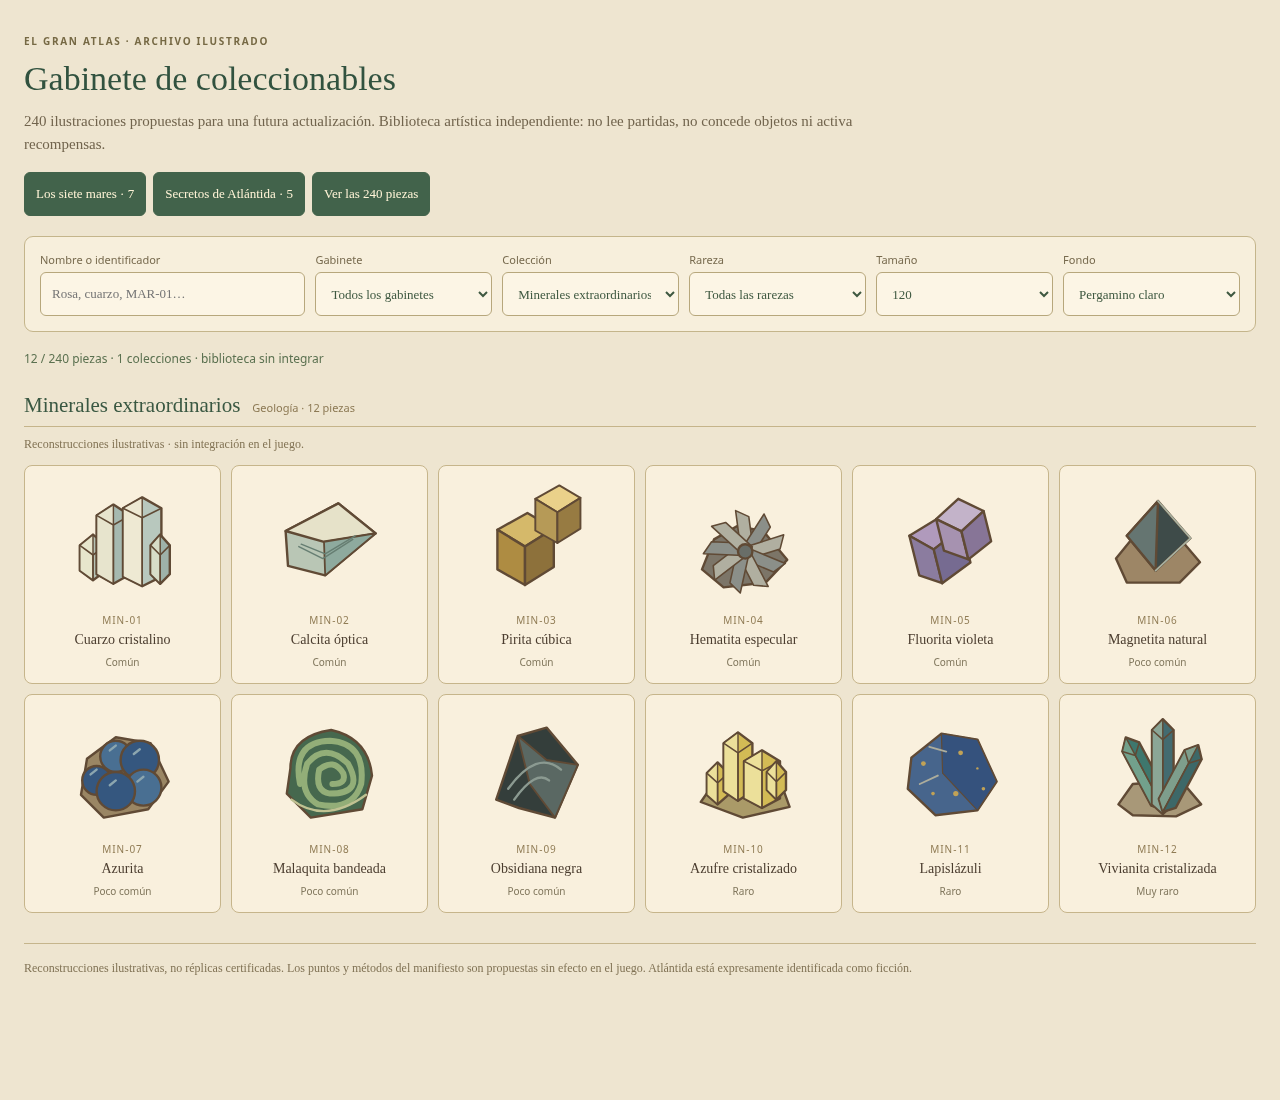 EL GRAN ATLAS · ARCHIVO ILUSTRADO
Gabinete de coleccionables
240 ilustraciones propuestas para una futura actualización. Biblioteca artística independiente: no lee partidas, no concede objetos ni activa
recompensas.
Los siete mares · 7
Secretos de Atlántida · 5
Ver las 240 piezas
Nombre o identificador
Gabinete
Colección
Rareza
Tamaño
Fondo
Rosa, cuarzo, MAR-01…
Todos los gabinetes
Minerales extraordinarios
Todas las rarezas
120
Pergamino claro
12 / 240 piezas · 1 colecciones · biblioteca sin integrar
Minerales extraordinarios
Geología · 12 piezas
Reconstrucciones ilustrativas · sin integración en el juego.
MIN-01
Cuarzo cristalino
Común
MIN-02
Calcita óptica
Común
MIN-03
Pirita cúbica
Común
MIN-04
Hematita especular
Común
MIN-05
Fluorita violeta
Común
MIN-06
Magnetita natural
Poco común
MIN-07
Azurita
Poco común
MIN-08
Malaquita bandeada
Poco común
MIN-09
Obsidiana negra
Poco común
MIN-10
Azufre cristalizado
Raro
MIN-11
Lapislázuli
Raro
MIN-12
Vivianita cristalizada
Muy raro
Reconstrucciones ilustrativas, no réplicas certificadas. Los puntos y métodos del manifiesto son propuestas sin efecto en el juego. Atlántida está expresamente identificada como ficción.